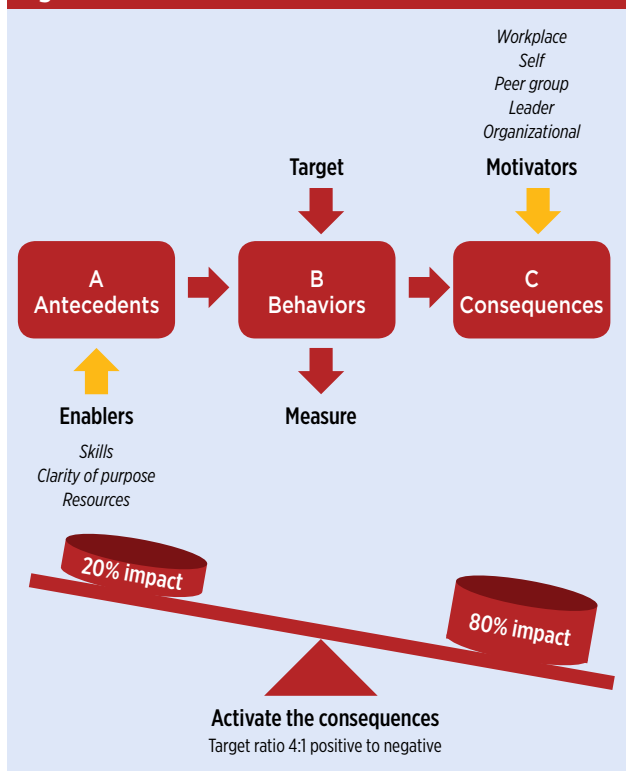 Workplace
Self
Peer group
Leader
Organizational
Target
Motivators
A
Antecedents
B
Behaviors
C
Consequences
Enablers
Measure
Skills
Clarity of purpose
Resources
20% impact
80% impact
Activate the consequences
Target ratio 4:1 positive to negative